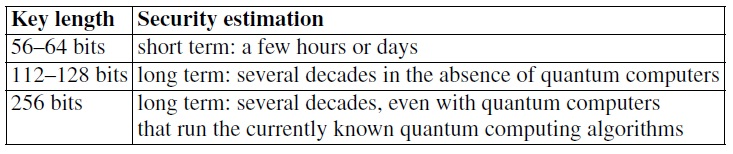 Key length Security estimation
56–64 bits short term: a few hours or days
112–128 bits long term: several decades in the absence of quantum computers
256 bits long term: several decades, even with quantum computers
that run the currently known quantum computing algorithms